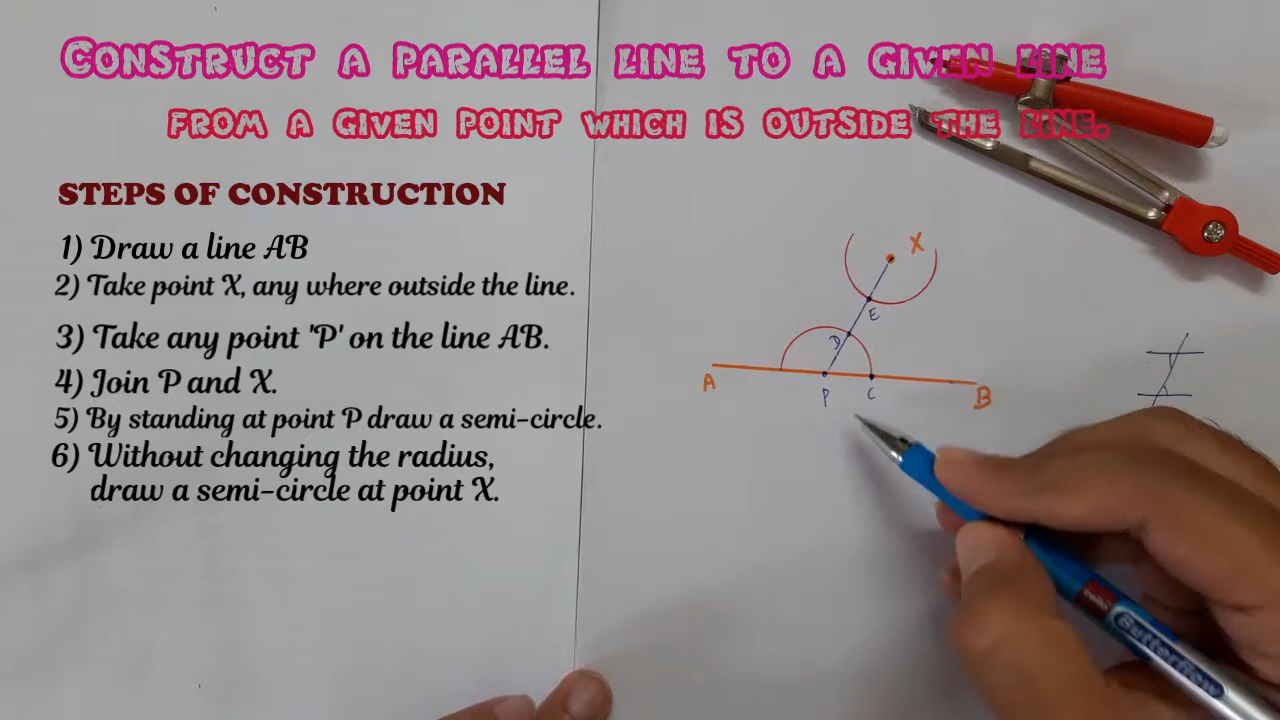 Construct a parallel line to a given line
from a given point which is outside the line.
STEPS OF CONSTRUCTION
1) Draw a line AB
2) Take point X, any where outside the line.
3) Take any point 'P' on the line AB.
4) Join P and X.
5) By standing at point P draw a semi-circle.
6) Without changing the radius,
draw a semi-circle at point X.
X
E
D
A
P
C
B
Butterflow